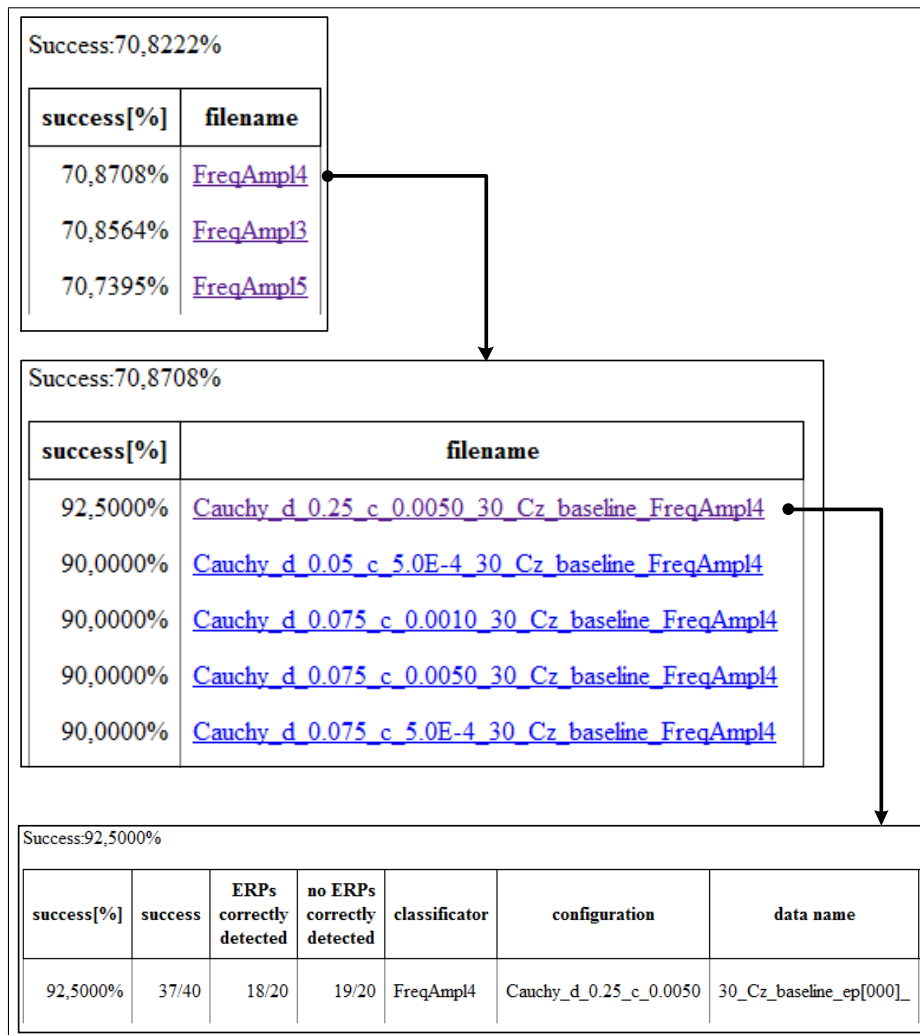 Success:70,8222%
success[%] filename
70,8708% FreqAmpl4
70,8564% FreqAmpl3
70,7395% FreqAmpl5
Success:70,8708%
success[%] filename
92,5000% Cauchy_d_0.25_c_0.0050_30_Cz_baseline_FreqAmpl4
90,0000% Cauchy_d_0.05_c_5.0E-4_30_Cz_baseline_FreqAmpl4
90,0000% Cauchy_d_0.075_c_0.0010_30_Cz_baseline_FreqAmpl4
90,0000% Cauchy_d_0.075_c_0.0050_30_Cz_baseline_FreqAmpl4
90,0000% Cauchy_d_0.075_c_5.0E-4_30_Cz_baseline_FreqAmpl4
Success:92,5000%
success[%] success ERPs correctly detected no ERPs correctly detected classificator configuration data name
92,5000% 37/40 18/20 19/20 FreqAmpl4 Cauchy_d_0.25_c_0.0050 30_Cz_baseline_ep[000]_